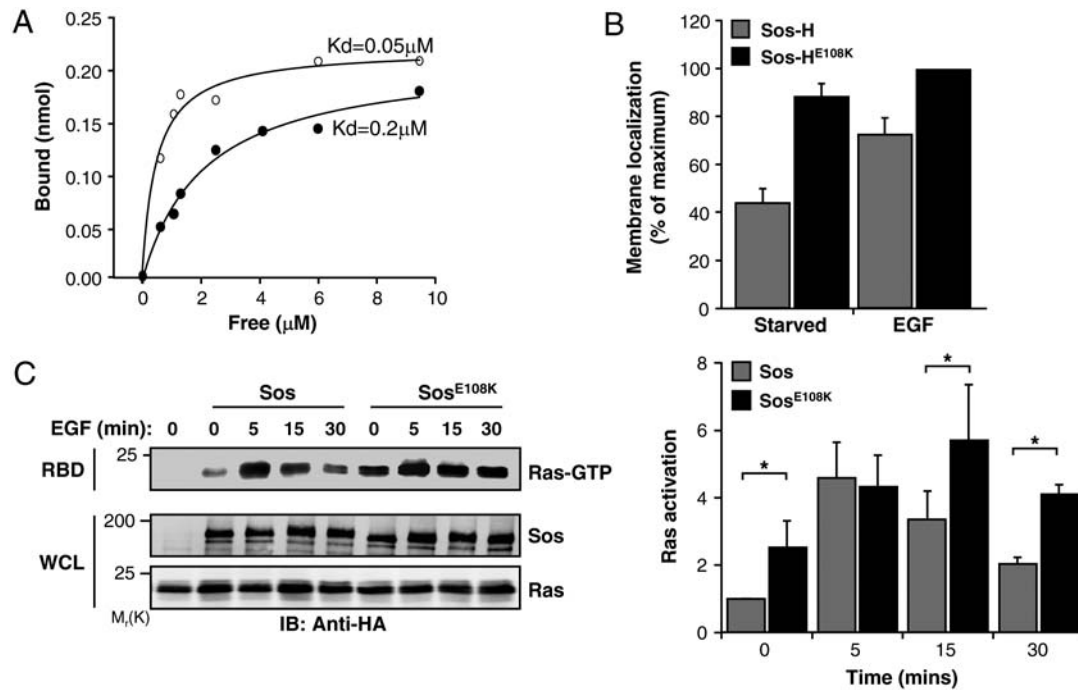 A
0.25
0.20
0.15
0.10
0.05
0.00
Bound (nmol)
Kd=0.05μM
Kd=0.2μM
0 2 4 6 8 10
Free (μM)
B
Sos-H
Sos-H^E108K
120
100
80
60
40
20
0
Membrane localization
(% of maximum)
Starved EGF
C
Sos Sos^E108K
EGF (min): 0 0 5 15 30 0 5 15 30
RBD
25
Ras-GTP
WCL
200
Sos
25
Ras
Mr(K)
IB: Anti-HA
Sos
Sos^E108K
8
6
4
2
0
Ras activation
* * *
0 5 15 30
Time (mins)